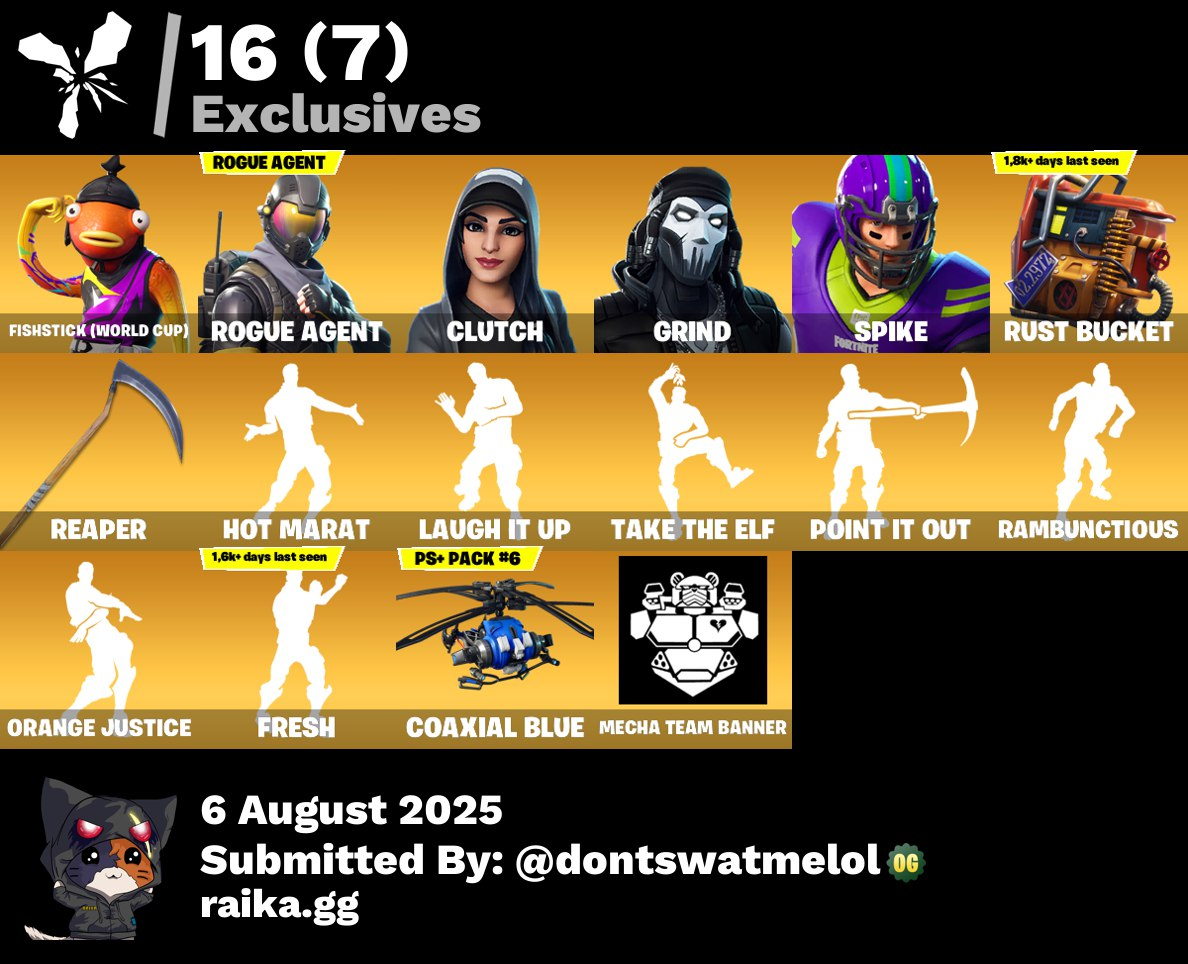 16 (7)
Exclusives
ROGUE AGENT
1,8k+ days last seen
FISHSTICK (WORLD CUP)
ROGUE AGENT
CLUTCH
GRIND
SPIKE
RUST BUCKET
FORTNITE
REAPER
HOT MARAT
LAUGH IT UP
TAKE THE ELF
POINT IT OUT
RAMBUNCTIOUS
1,6k+ days last seen
PS+ PACK #6
ORANGE JUSTICE
FRESH
COAXIAL BLUE
MECHA TEAM BANNER
6 August 2025
Submitted By: @dontswatmelol OG
raika.gg